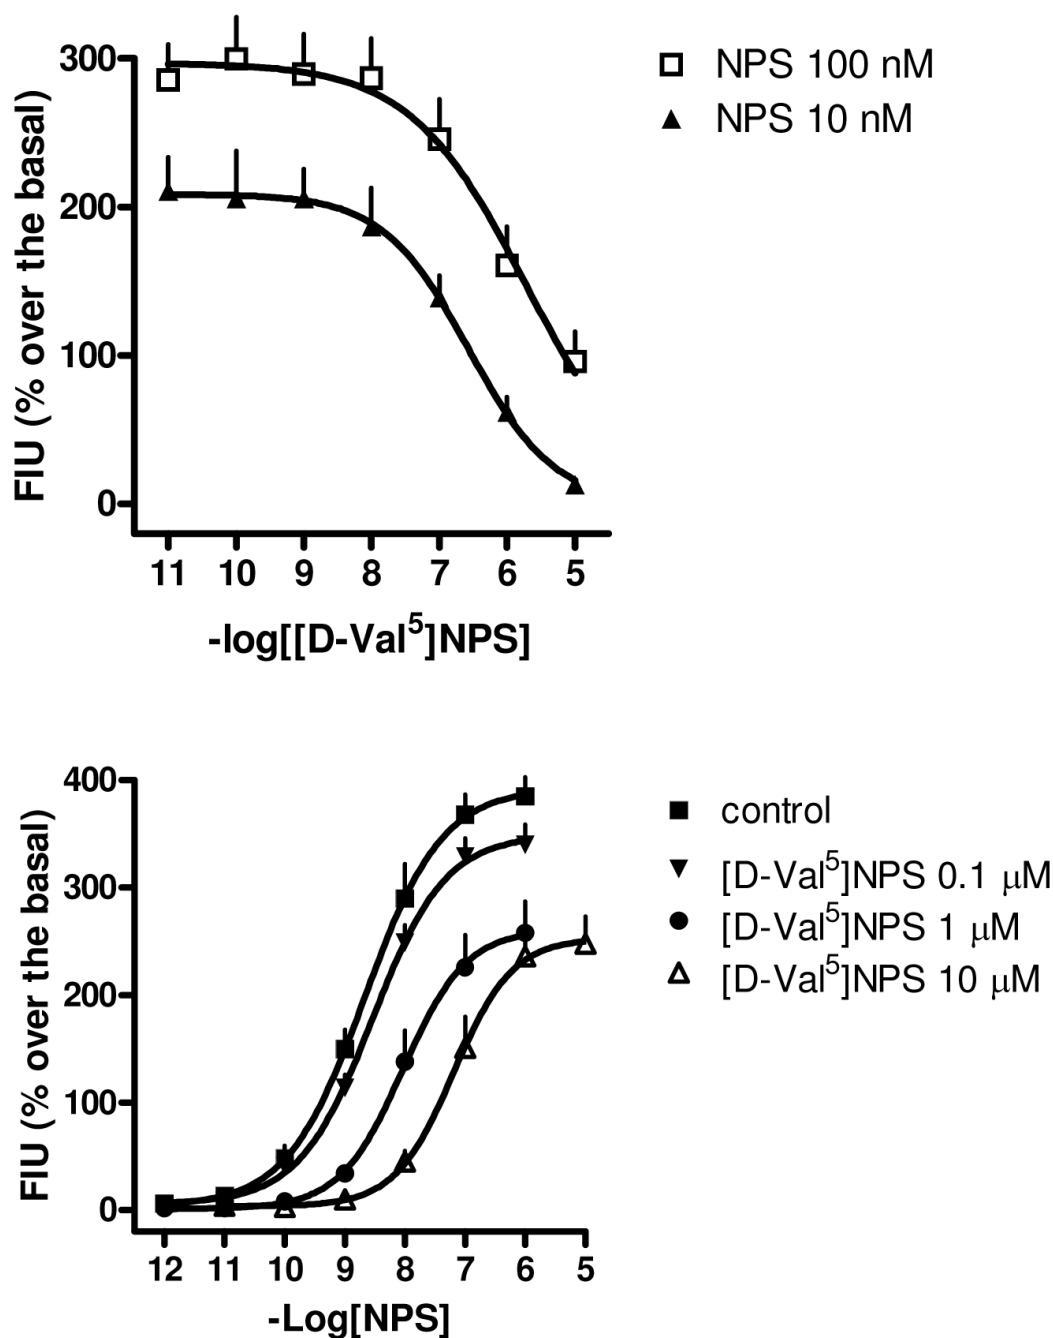 300
200
100
0
FIU (% over the basal)
11 10 9 8 7 6 5
-log[[D-Val⁵]NPS]
NPS 100 nM
NPS 10 nM
400
300
200
100
0
FIU (% over the basal)
12 11 10 9 8 7 6 5
-Log[NPS]
control
[D-Val⁵]NPS 0.1 μM
[D-Val⁵]NPS 1 μM
[D-Val⁵]NPS 10 μM